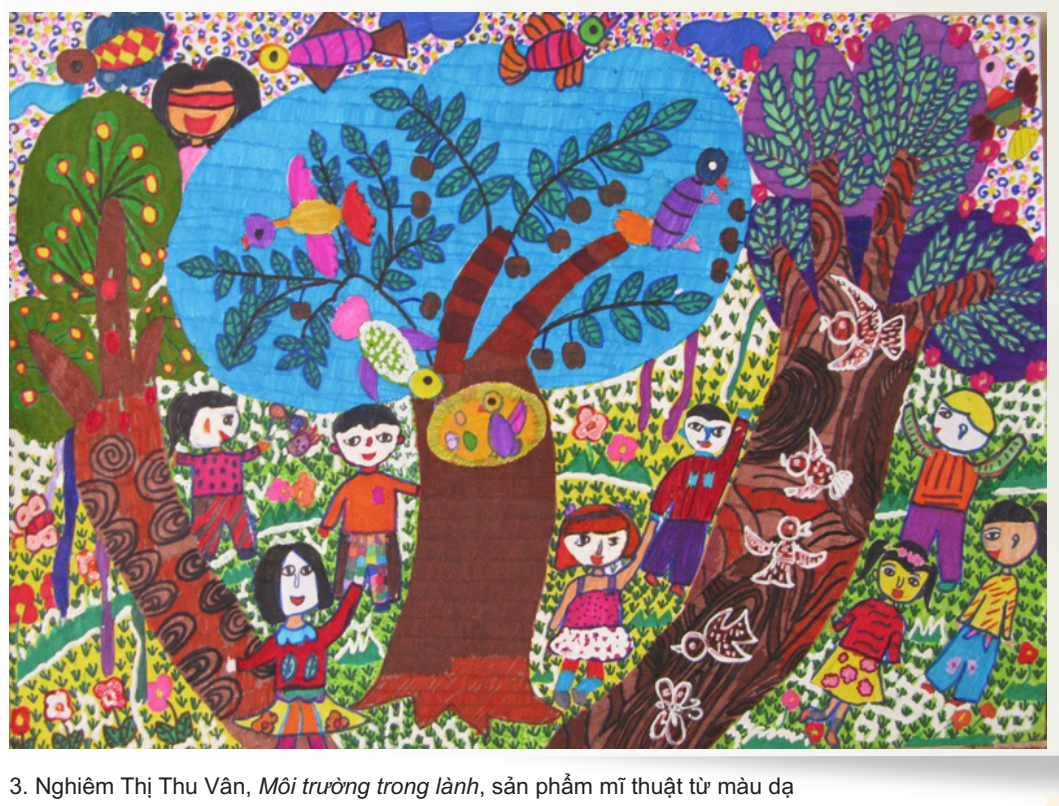 3. Nghiêm Thị Thu Vân, Môi trường trong lành, sản phẩm mĩ thuật từ màu dạ